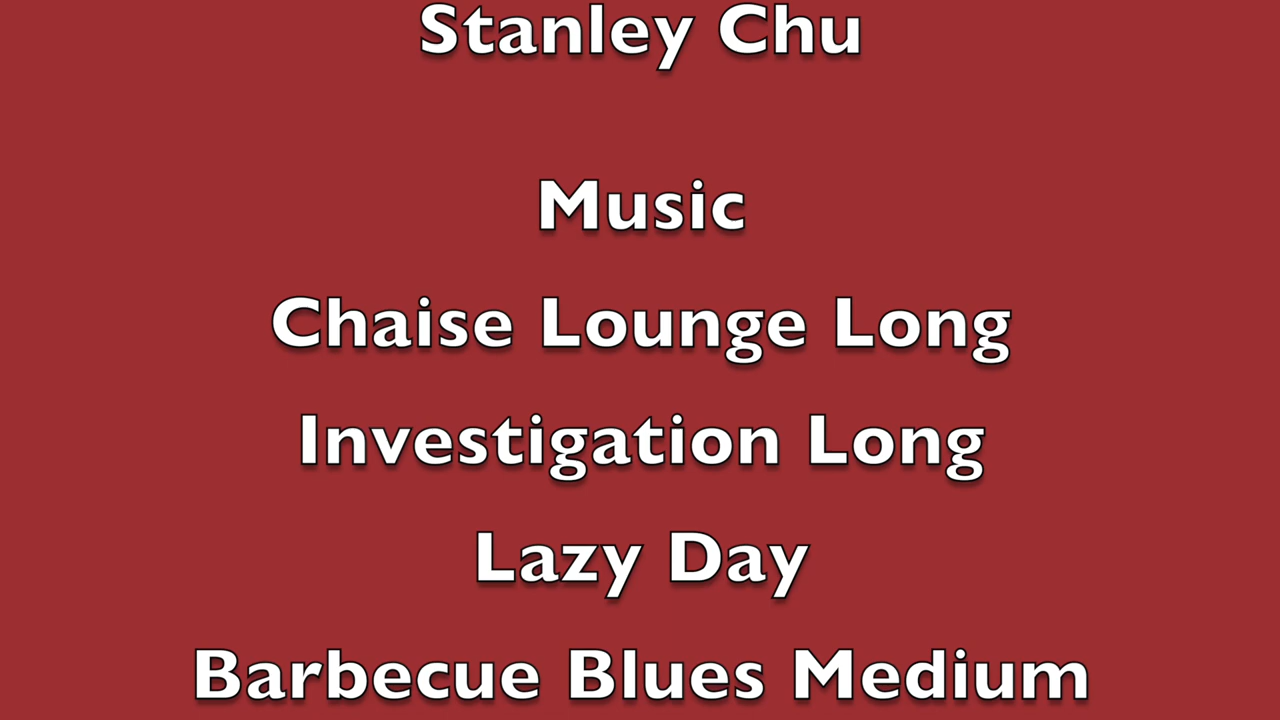 Stanley Chu
Music
Chaise Lounge Long
Investigation Long
Lazy Day
Barbecue Blues Medium